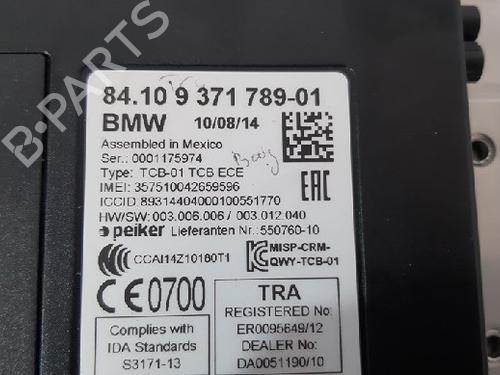 84.10 9 371 789-01
BMW 10/08/14
Assembled in Mexico
Ser.: 0001175974
Type: TCB-01 TCB ECE
IMEI: 357510042659596
ICCID: 89314404000100551770
HW/SW: 003.006.006 / 003.012.040
peiker Lieferanten Nr.:550760-10
EAC
CCAI14Z10180T1
MISP-CRM-
QWY-TCB-01
CE0700
TRA
REGISTERED No:
ER0095649/12
DEALER No:
DA0051190/10
Complies with
IDA Standards
S3171-13
B-PARTS